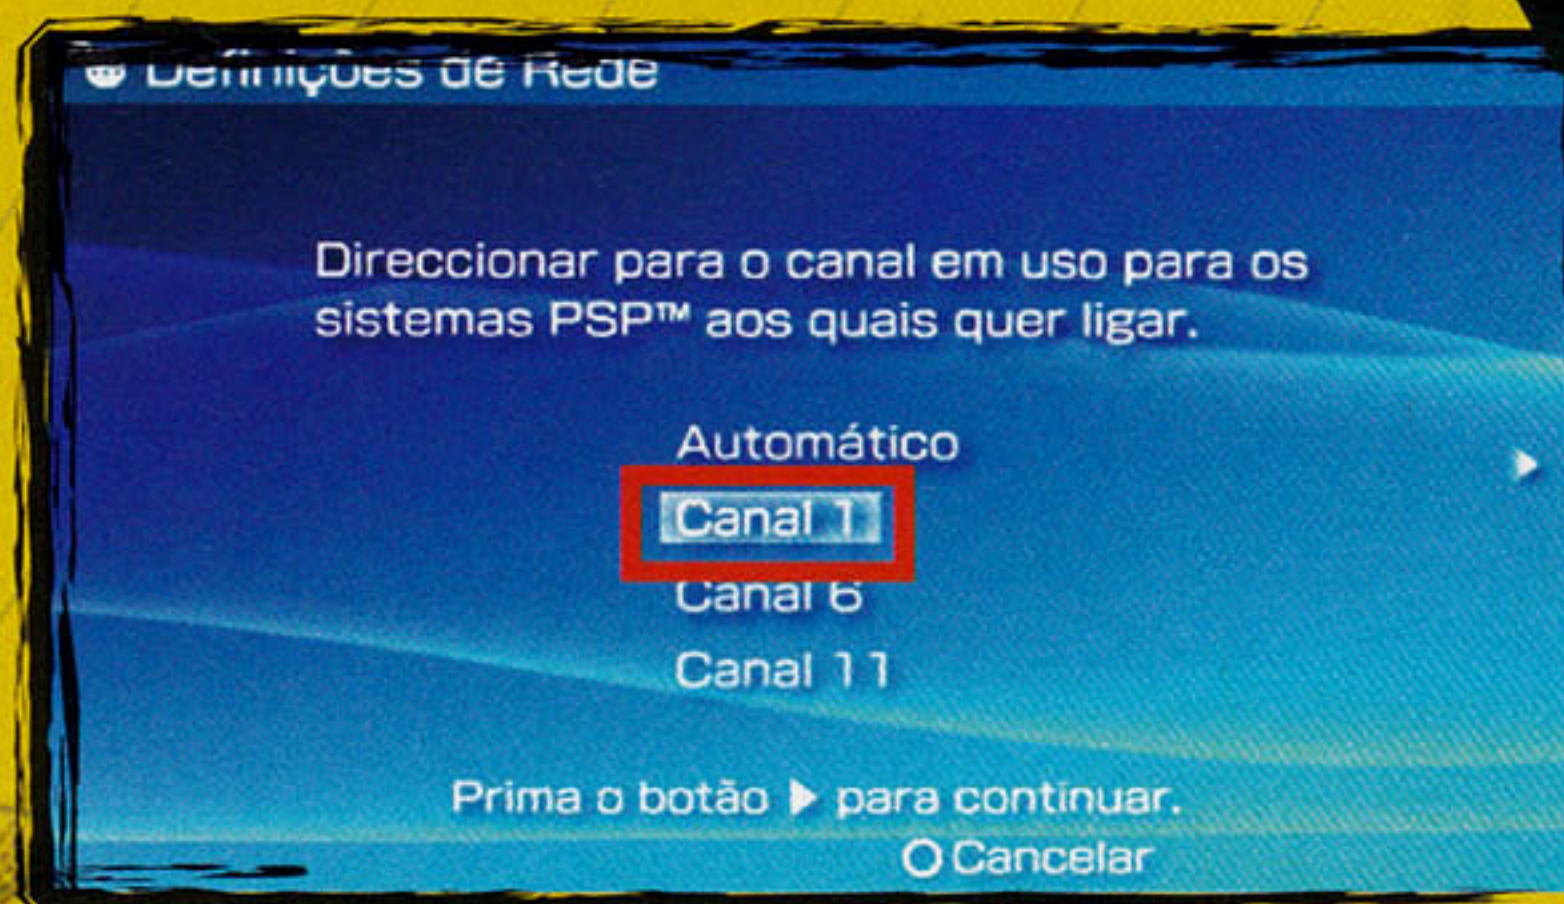 Definições de Rede
Direccionar para o canal em uso para os
sistemas PSP™ aos quais quer ligar.
Automático
Canal 1
Canal 6
Canal 11
Prima o botão ▶ para continuar.
○ Cancelar